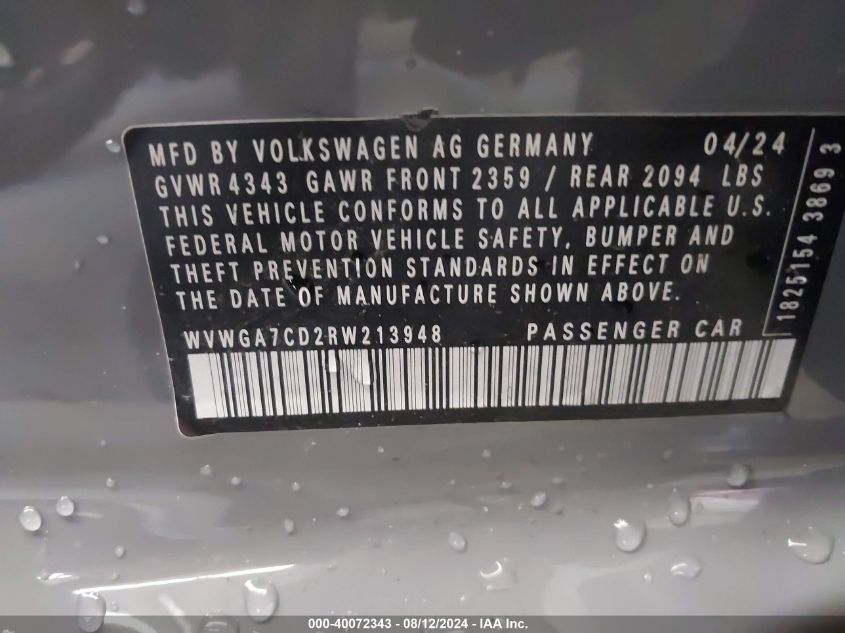 MFD BY VOLKSWAGEN AG GERMANY 04/24
GVWR 4343 GAWR FRONT 2359 / REAR 2094 LBS
THIS VEHICLE CONFORMS TO ALL APPLICABLE U.S.
FEDERAL MOTOR VEHICLE SAFETY, BUMPER AND
THEFT PREVENTION STANDARDS IN EFFECT ON
THE DATE OF MANUFACTURE SHOWN ABOVE.
WVWGA7CD2RW213948 PASSENGER CAR
1825154 3869 3
000-40072343 - 08/12/2024 - IAA Inc.